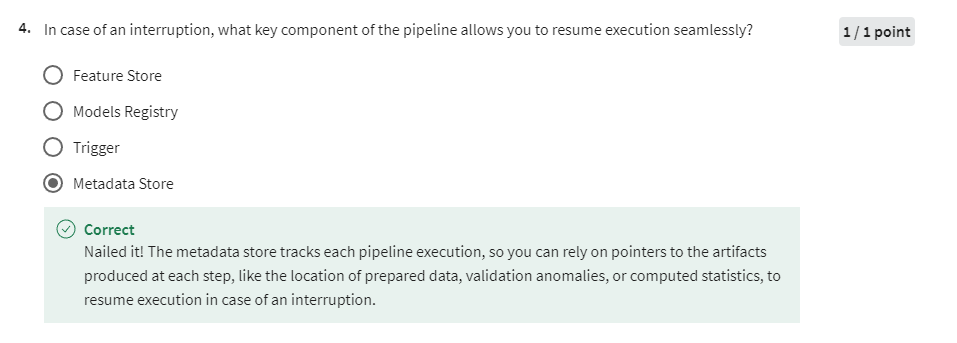 4. In case of an interruption, what key component of the pipeline allows you to resume execution seamlessly?
1 / 1 point
Feature Store
Models Registry
Trigger
Metadata Store
Correct
Nailed it! The metadata store tracks each pipeline execution, so you can rely on pointers to the artifacts
produced at each step, like the location of prepared data, validation anomalies, or computed statistics, to
resume execution in case of an interruption.